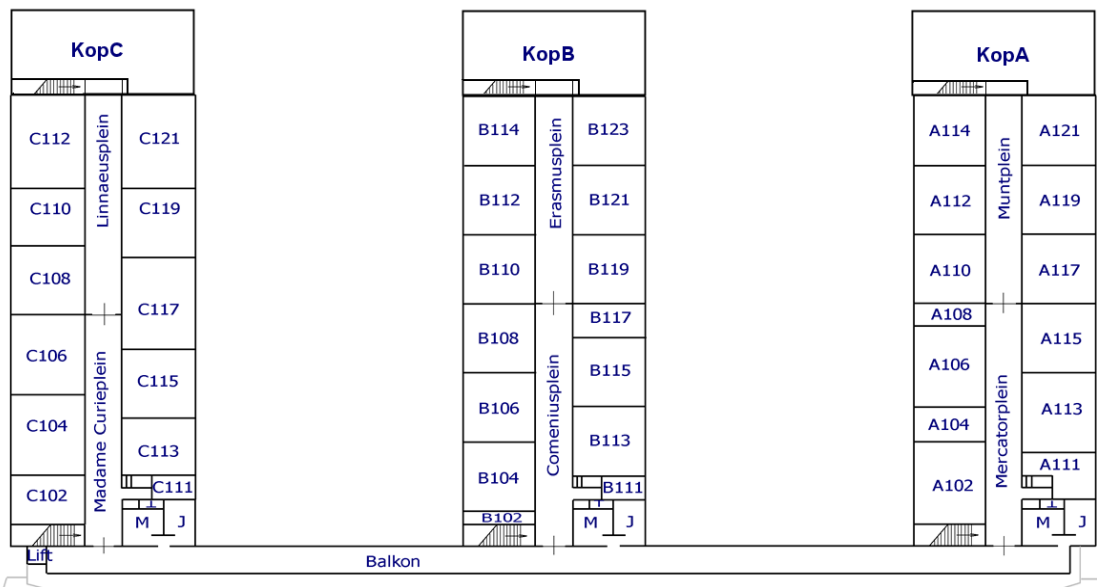 KopC
KopB
KopA
C112
Linnaeusplein
C121
C110
C119
C108
C117
C106
Madame Curieplein
C115
C104
C113
C102
C111
M
J
Lift
B114
Erasmusplein
B123
B112
B121
B110
B119
B108
Comeniusplein
B117
B115
B106
B113
B104
B111
B102
M
J
A114
Muntplein
A121
A112
A119
A110
A117
A108
Mercatorplein
A115
A106
A113
A104
A111
A102
M
J
Balkon